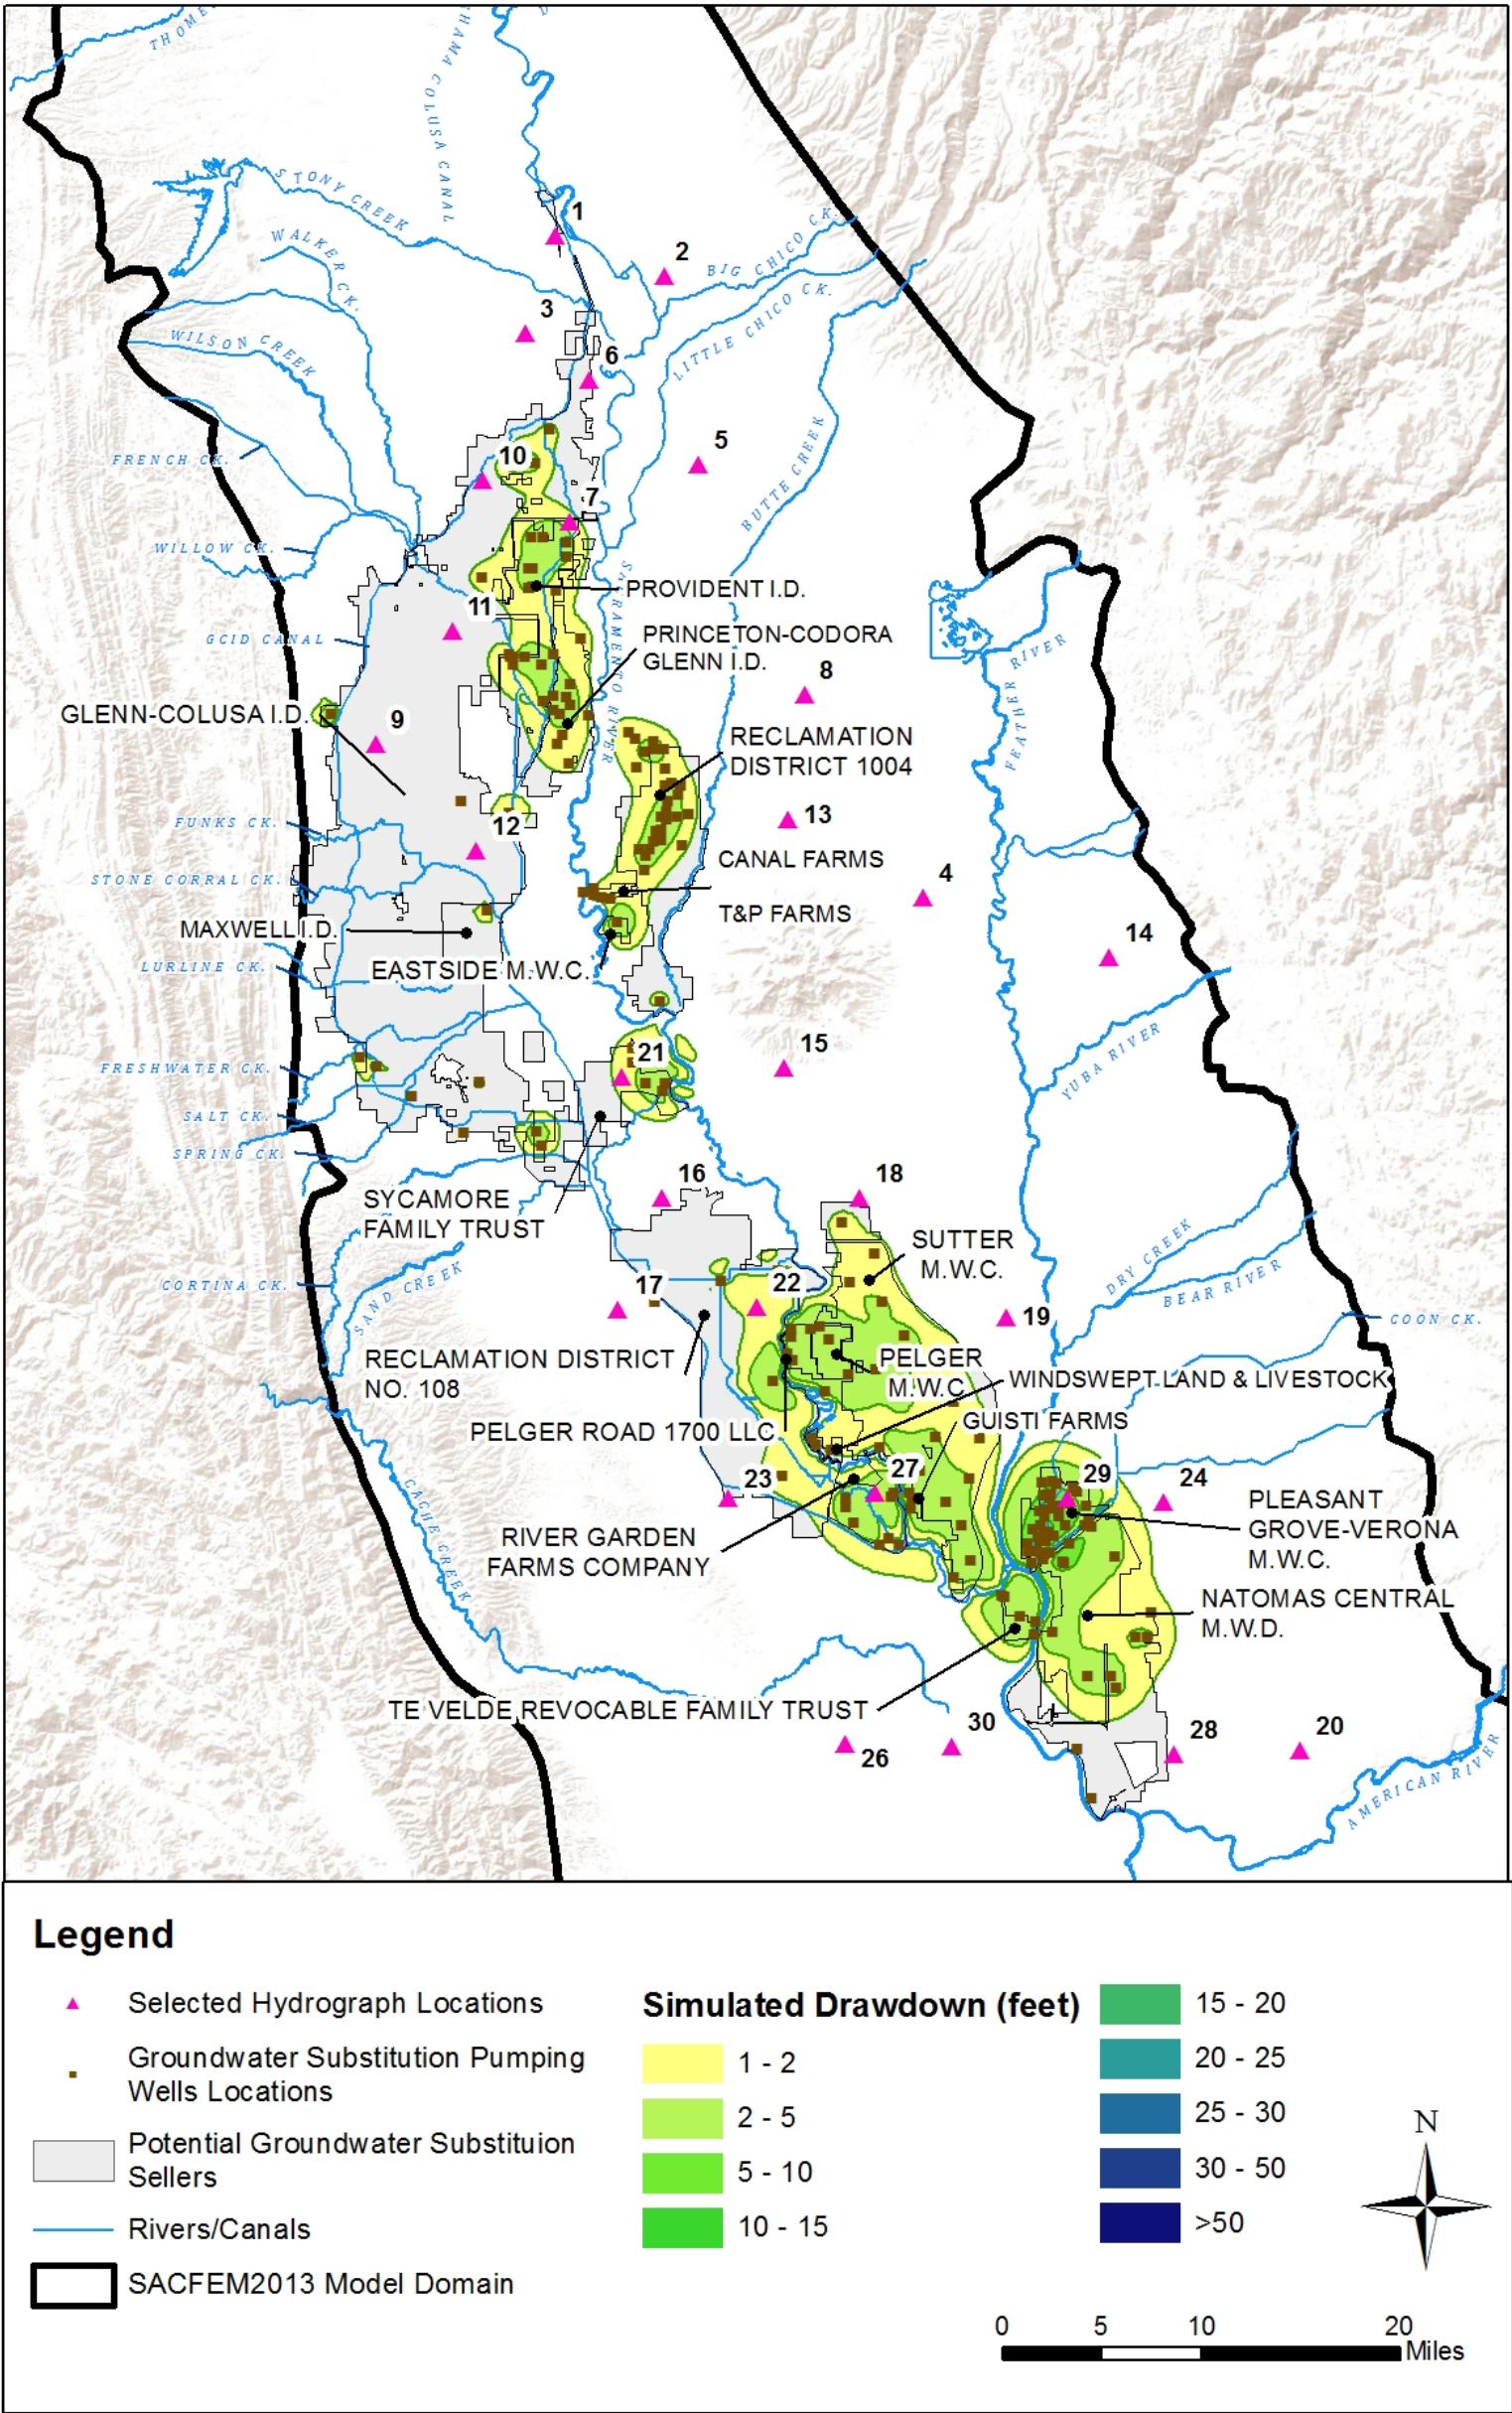 THOME
HAMA COLUSA CANAL
STONY CREEK
1
WALKER CK.
2
BIG CHICO CK.
3
LITTLE CHICO CK.
WILSON CREEK
6
5
FRENCH CK.
10
BUTTE CREEK
7
WILLOW CK.
PROVIDENT I.D.
11
SACRAMENTO RIVER
PRINCETON-CODORA
GLENN I.D.
GCID CANAL
FEATHER RIVER
8
GLENN-COLUSA I.D.
9
RECLAMATION
DISTRICT 1004
12
13
FUNKS CK.
CANAL FARMS
STONE CORRAL CK.
4
T&P FARMS
MAXWELL I.D.
14
LURLINE CK.
EASTSIDE M.W.C.
15
21
FRESHWATER CK.
YUBA RIVER
SALT CK.
SPRING CK.
16
18
SYCAMORE
FAMILY TRUST
SUTTER
M.W.C.
DRY CREEK
CORTINA CK.
SAND CREEK
17
22
BEAR RIVER
19
COON CK.
RECLAMATION DISTRICT
NO. 108
PELGER
M.W.C
WINDSWEPT LAND & LIVESTOCK
PELGER ROAD 1700 LLC
GUISTI FARMS
23
27
29
24
CACHE CREEK
PLEASANT
GROVE-VERONA
M.W.C.
RIVER GARDEN
FARMS COMPANY
NATOMAS CENTRAL
M.W.D.
TE VELDE REVOCABLE FAMILY TRUST
30
28
20
26
AMERICAN RIVER
Legend
Selected Hydrograph Locations
Groundwater Substitution Pumping
Wells Locations
Potential Groundwater Substituion
Sellers
Rivers/Canals
SACFEM2013 Model Domain
Simulated Drawdown (feet)
1 - 2
2 - 5
5 - 10
10 - 15
15 - 20
20 - 25
25 - 30
30 - 50
>50
N
0 5 10 20
Miles